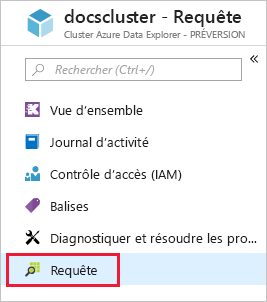 docscluster - Requête
Cluster Azure Data Explorer - PRÉVERSION
Rechercher (Ctrl+/)
Vue d'ensemble
Journal d'activité
Contrôle d'accès (IAM)
Balises
Diagnostiquer et résoudre les pro...
Requête